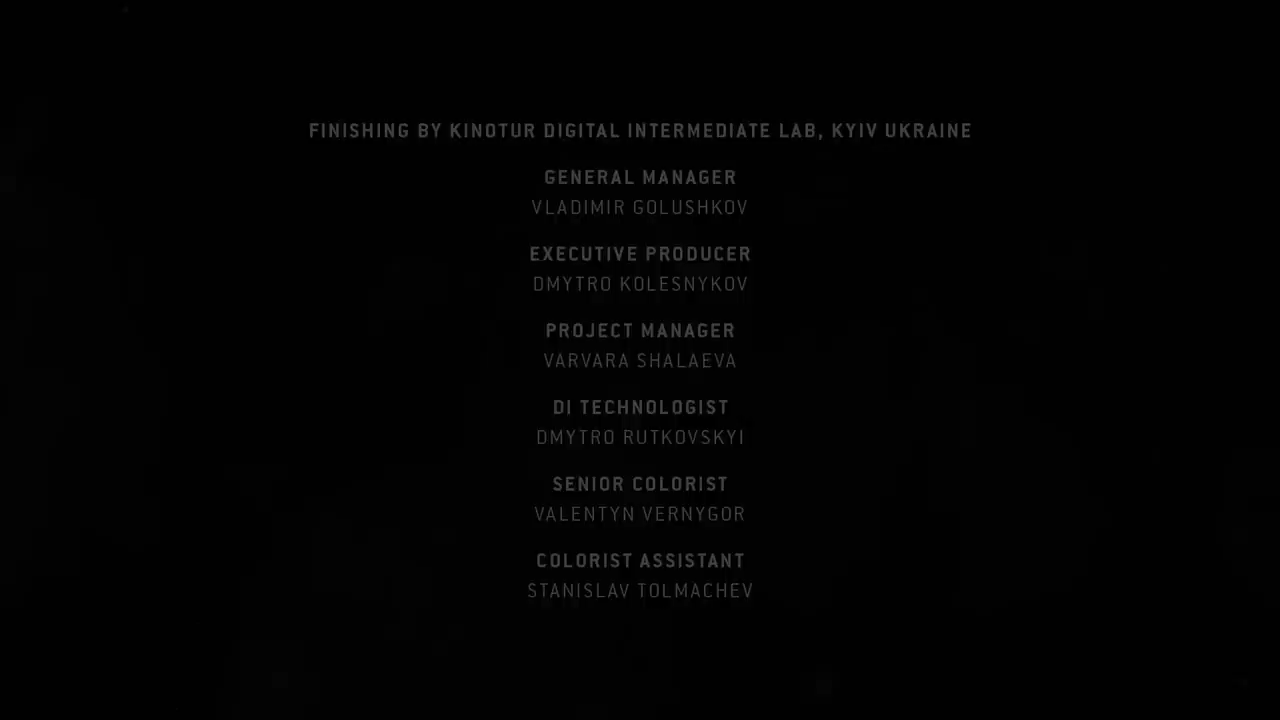 FINISHING BY KINOTUR DIGITAL INTERMEDIATE LAB, KYIV UKRAINE
GENERAL MANAGER
VLADIMIR GOLUSHKOV
EXECUTIVE PRODUCER
DMYTRO KOLESNYKOV
PROJECT MANAGER
VARVARA SHALAEVA
DI TECHNOLOGIST
DMYTRO RUTKOVSKYI
SENIOR COLORIST
VALENTYN VERNYGOR
COLORIST ASSISTANT
STANISLAV TOLMACHEV